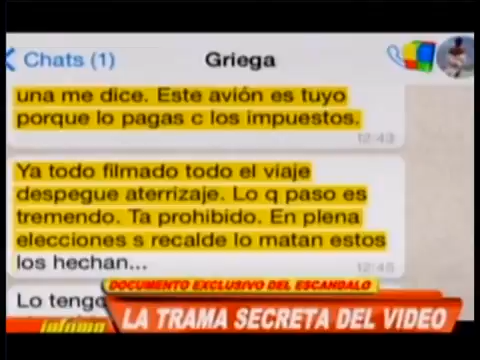 Chats (1)
Griega
una me dice. Este avión es tuyo
porque lo pagas c los impuestos.
12:43
Ya todo filmado todo el viaje
despegue aterrizaje. Lo q paso es
tremendo. Ta prohibido. En plena
elecciones s recalde lo matan estos
los hechan...
12:45
Lo tengo
DOCUMENTO EXCLUSIVO DEL ESCANDALO
LA TRAMA SECRETA DEL VIDEO